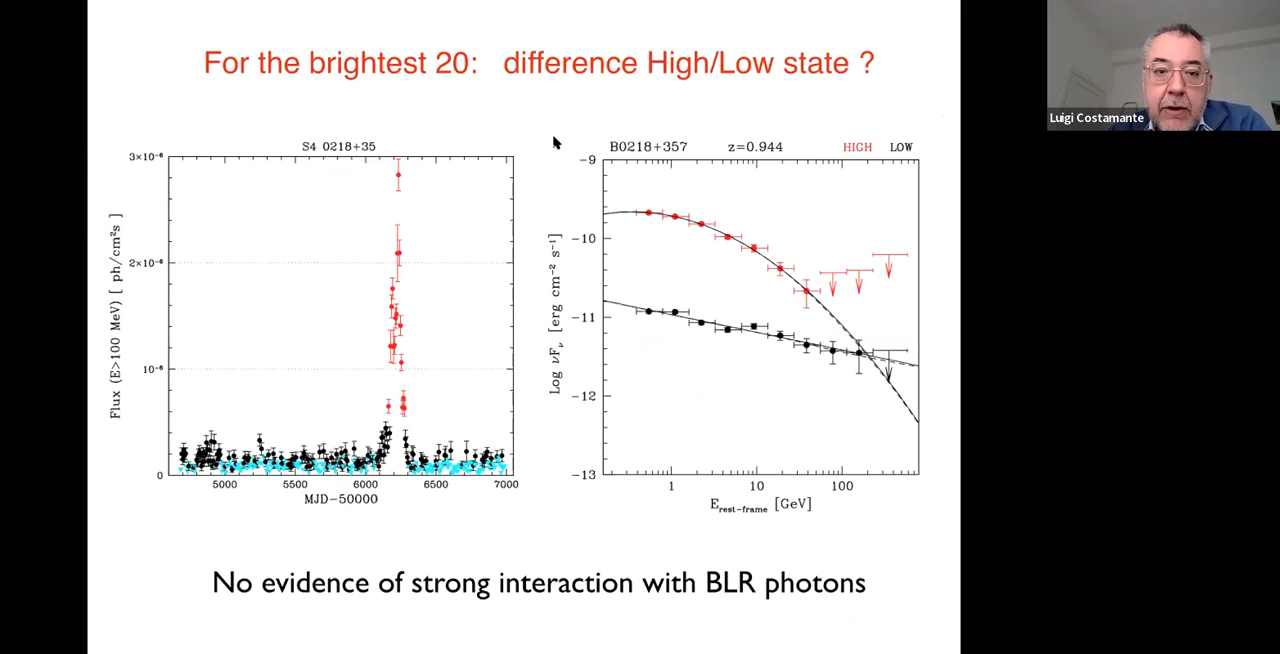 For the brightest 20: difference High/Low state ?
Luigi Costamante
S4 0218+35
3×10⁻⁶
2×10⁻⁶
10⁻⁶
0
Flux (E>100 MeV) [ ph/cm²s ]
5000 5500 6000 6500 7000
MJD-50000
B0218+357 z=0.944 HIGH LOW
-9
-10
-11
-12
-13
Log νFᵥ [erg cm⁻² s⁻¹]
1 10 100
E_rest-frame [GeV]
No evidence of strong interaction with BLR photons